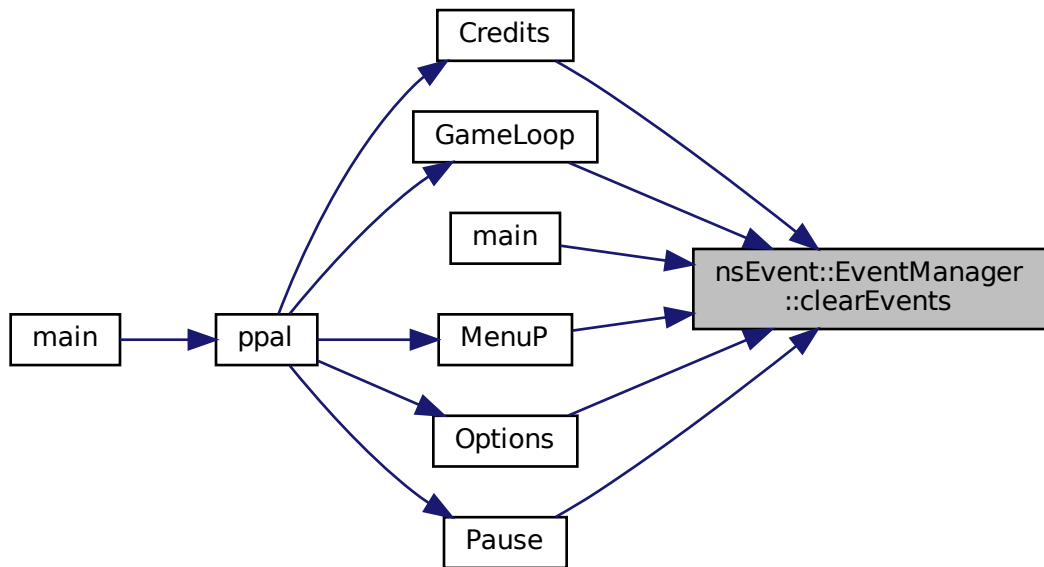 Credits
GameLoop
main
nsEvent::EventManager
::clearEvents
main
ppal
MenuP
Options
Pause